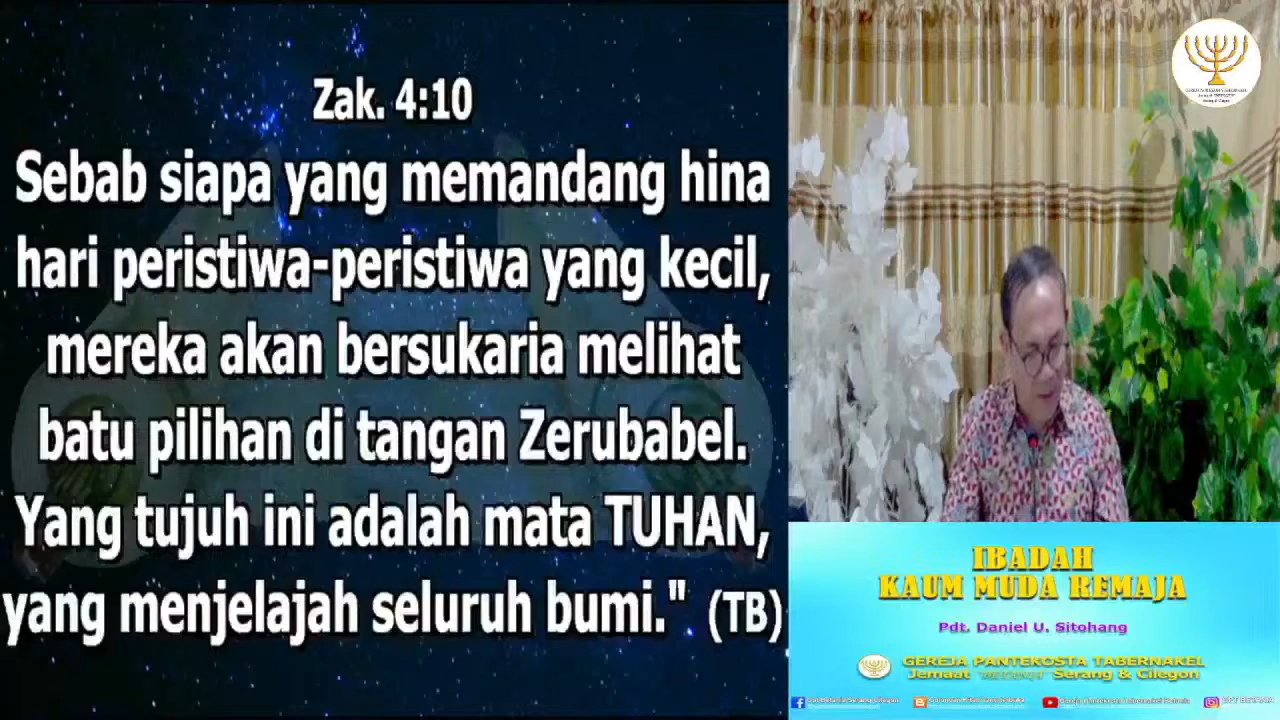 Zak. 4:10
Sebab siapa yang memandang hina
hari peristiwa-peristiwa yang kecil,
mereka akan bersukaria melihat
batu pilihan di tangan Zerubabel.
Yang tujuh ini adalah mata TUHAN,
yang menjelajah seluruh bumi." (TB)
IBADAH
KAUM MUDA REMAJA
Pdt. Daniel U. Sitohang
GEREJA PANTEKOSTA TABERNAKEL
Jemaat Serang & Cilegon